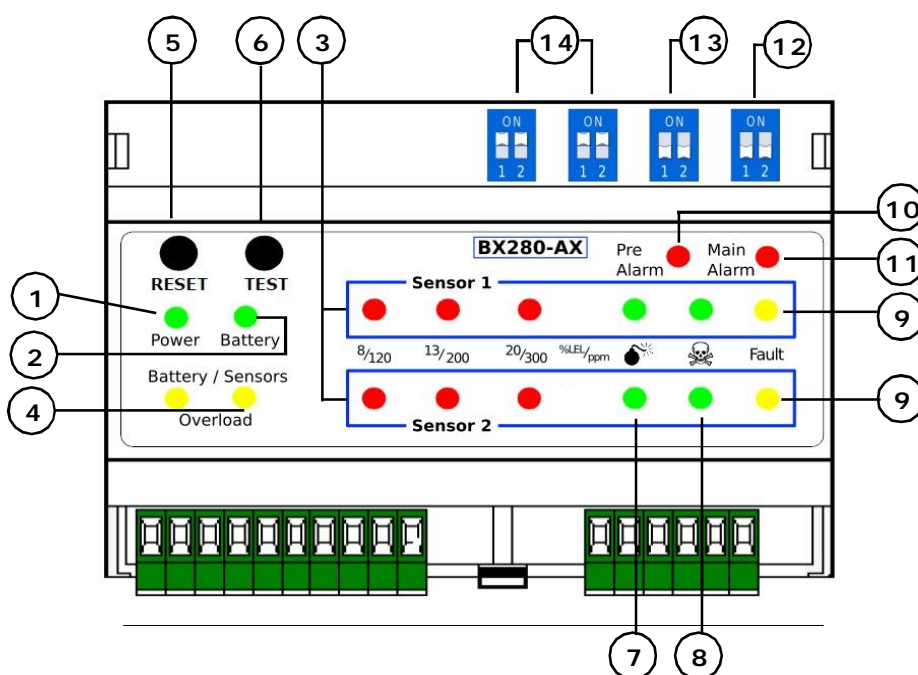 5 6 3 14 13 12
ON ON ON ON
1 2 1 2 1 2 1 2
10
BX280-AX
Pre Alarm
Main Alarm
11
RESET TEST
Sensor 1
1
9
Power Battery
2
8/120 13/200 20/300 %LEL/ppm Fault
Battery / Sensors
4
Overload
9
Sensor 2
7 8